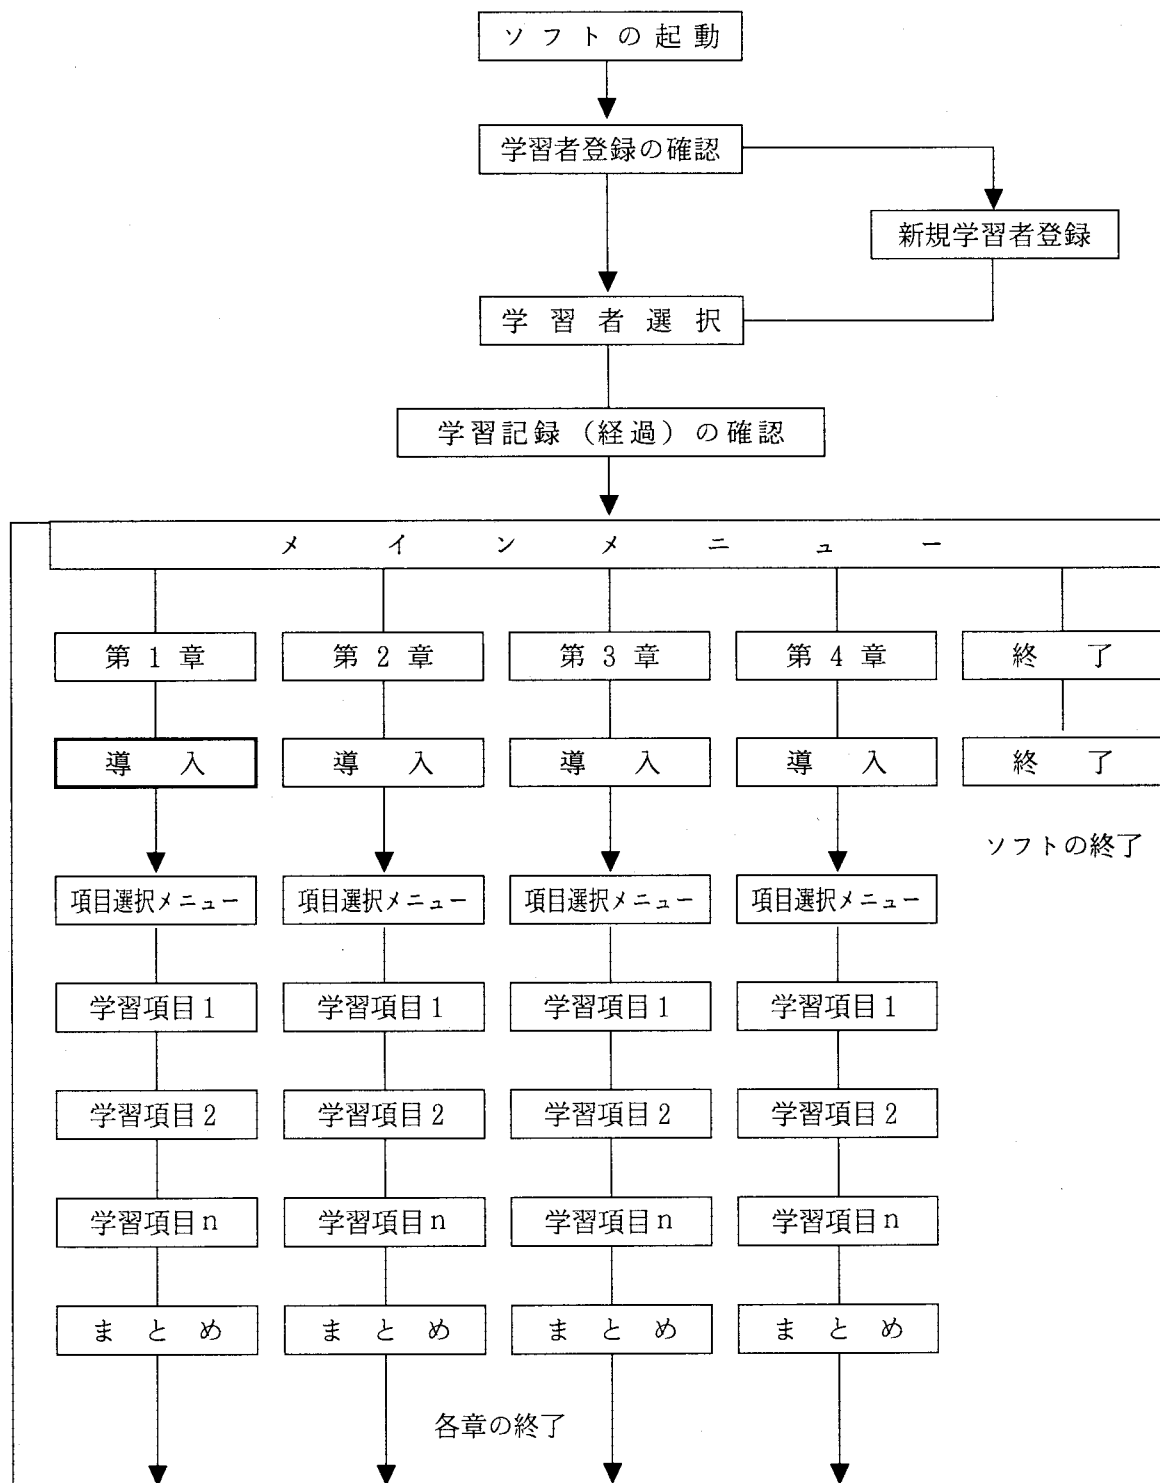 ソフトの起動
学習者登録の確認
新規学習者登録
学習者選択
学習記録（経過）の確認
メインメニュー
第1章 第2章 第3章 第4章 終了
導入 導入 導入 導入 終了
ソフトの終了
項目選択メニュー 項目選択メニュー 項目選択メニュー 項目選択メニュー
学習項目1 学習項目1 学習項目1 学習項目1
学習項目2 学習項目2 学習項目2 学習項目2
学習項目n 学習項目n 学習項目n 学習項目n
まとめ まとめ まとめ まとめ
各章の終了